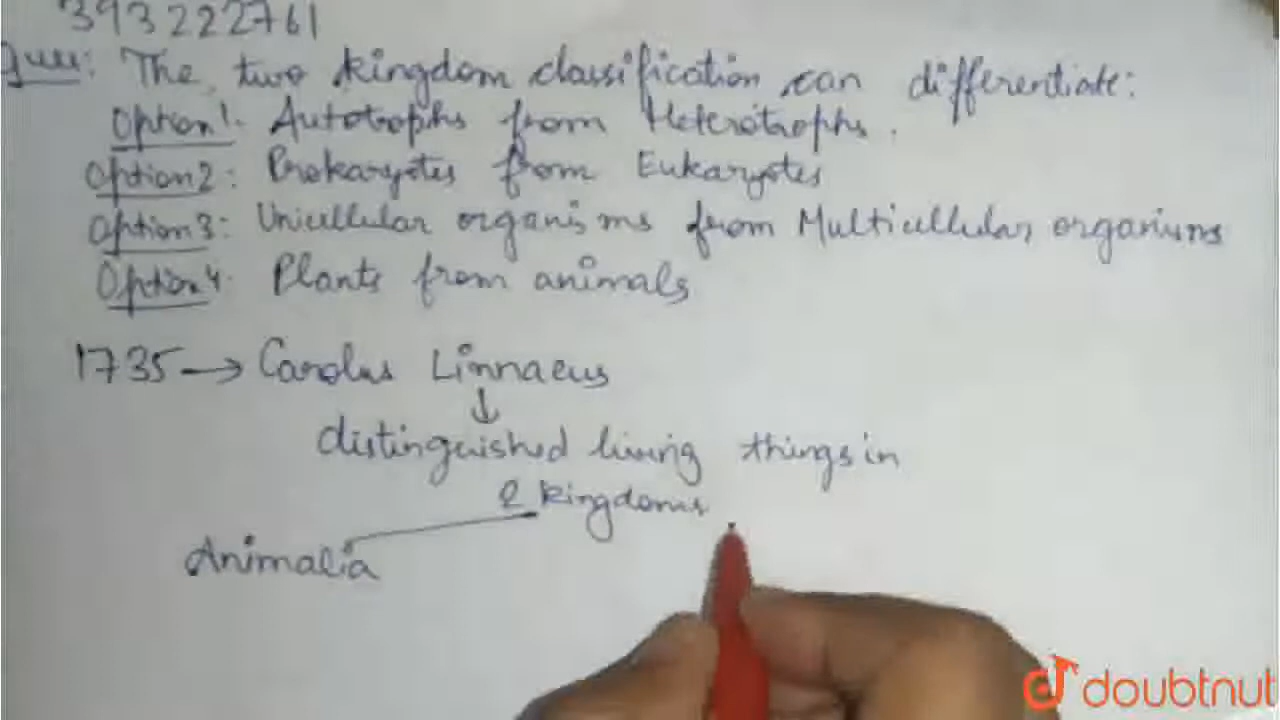 393222761
Ques: The two kingdom classification can differentiate:
Option 1. Autotrophs from Heterotrophs.
Option 2: Prokaryotes from Eukaryotes
Option 3: Unicellular organisms from Multicellular organisms
Option 4. Plants from animals
1735 → Carolus Linnaeus
↓
distinguished living things in
2 kingdoms
Animalia
doubtnut